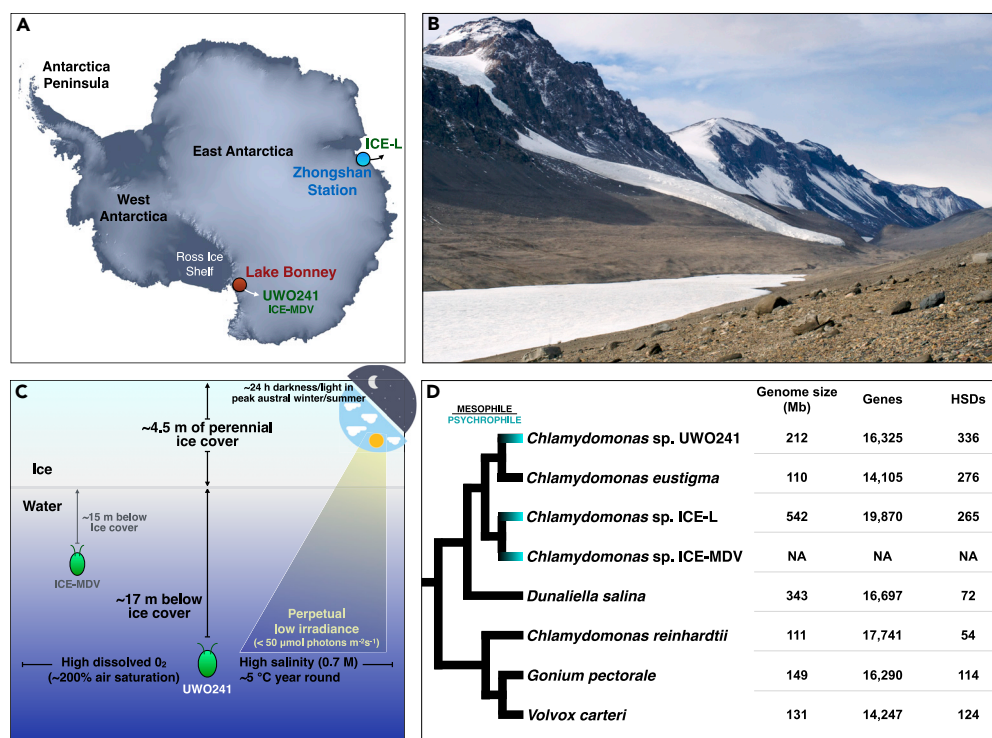 A
Antarctica
Peninsula
East Antarctica
ICE-L
Zhongshan
Station
West
Antarctica
Ross Ice
Shelf
Lake Bonney
UWO241
ICE-MDV
B
C
~24 h darkness/light in
peak austral winter/summer
~4.5 m of perennial
ice cover
Ice
Water
~15 m below
Ice cover
ICE-MDV
~17 m below
ice cover
Perpetual
low irradiance
(< 50 μmol photons m⁻²s⁻¹)
High dissolved 0₂
(~200% air saturation)
UWO241
High salinity (0.7 M)
~5 °C year round
D
MESOPHILE
PSYCHROPHILE
Genome size
(Mb)
Genes
HSDs
Chlamydomonas sp. UWO241 212 16,325 336
Chlamydomonas eustigma 110 14,105 276
Chlamydomonas sp. ICE-L 542 19,870 265
Chlamydomonas sp. ICE-MDV NA NA NA
Dunaliella salina 343 16,697 72
Chlamydomonas reinhardtii 111 17,741 54
Gonium pectorale 149 16,290 114
Volvox carteri 131 14,247 124